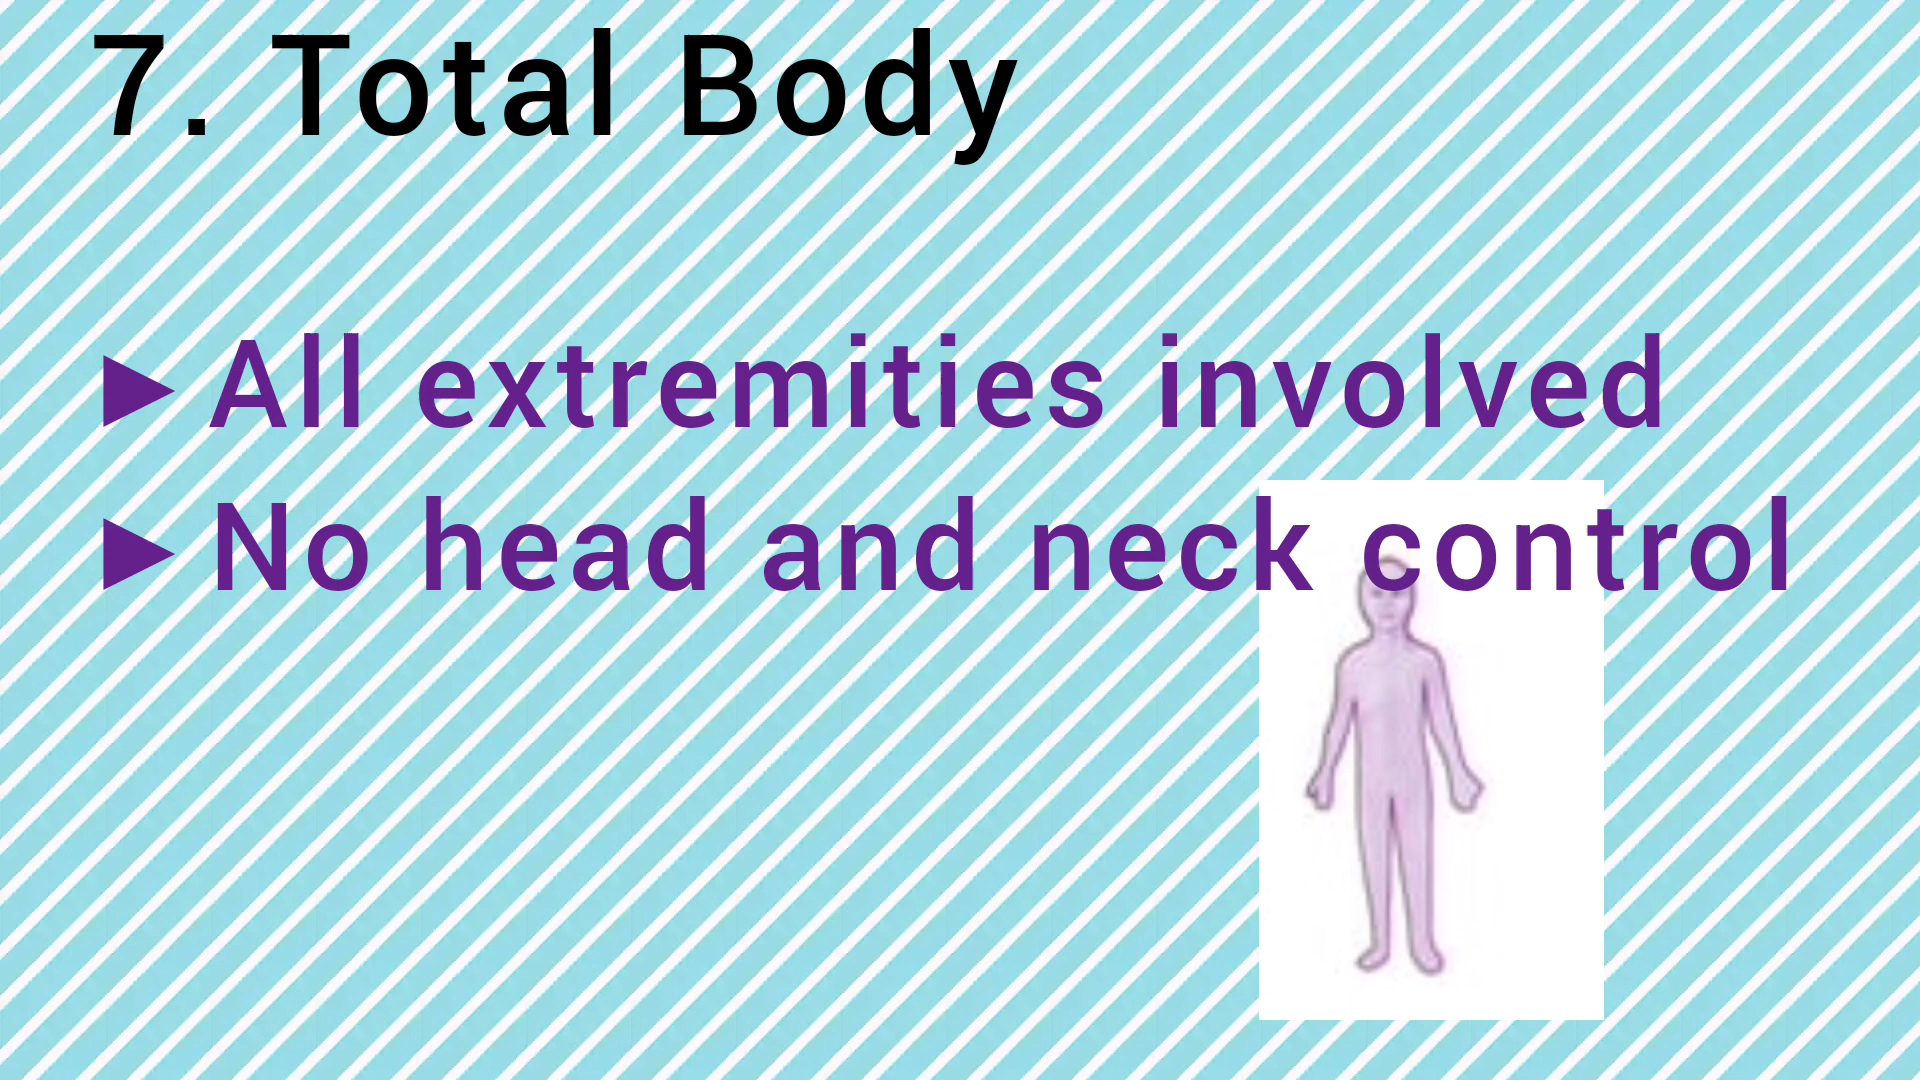 7. Total Body
► All extremities involved
► No head and neck control